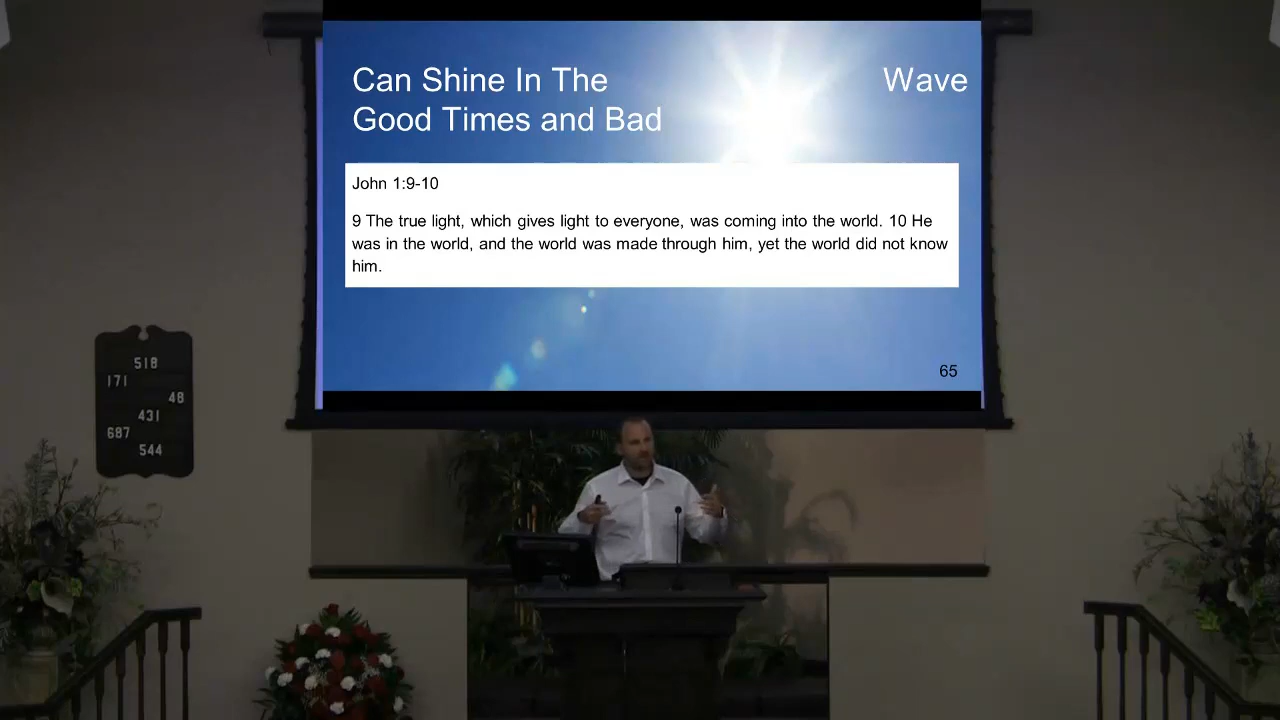 Can Shine In The Wave
Good Times and Bad
John 1:9-10
9 The true light, which gives light to everyone, was coming into the world. 10 He
was in the world, and the world was made through him, yet the world did not know
him.
65
518
171
48
431
687
544